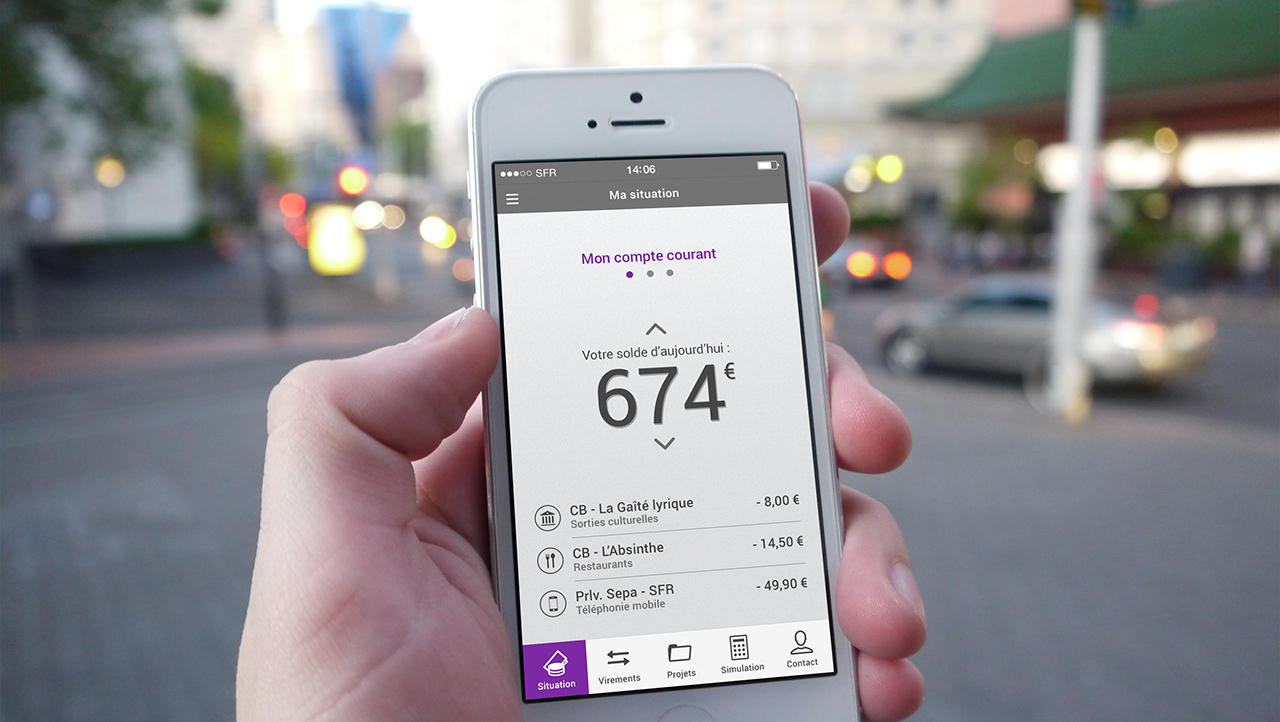 SFR 14:06
Ma situation
Mon compte courant
Votre solde d'aujourd'hui :
674€
CB - La Gaîté lyrique - 8,00 €
Sorties culturelles
CB - L'Absinthe - 14,50 €
Restaurants
Prlv. Sepa - SFR - 49,90 €
Téléphonie mobile
Situation Virements Projets Simulation Contact